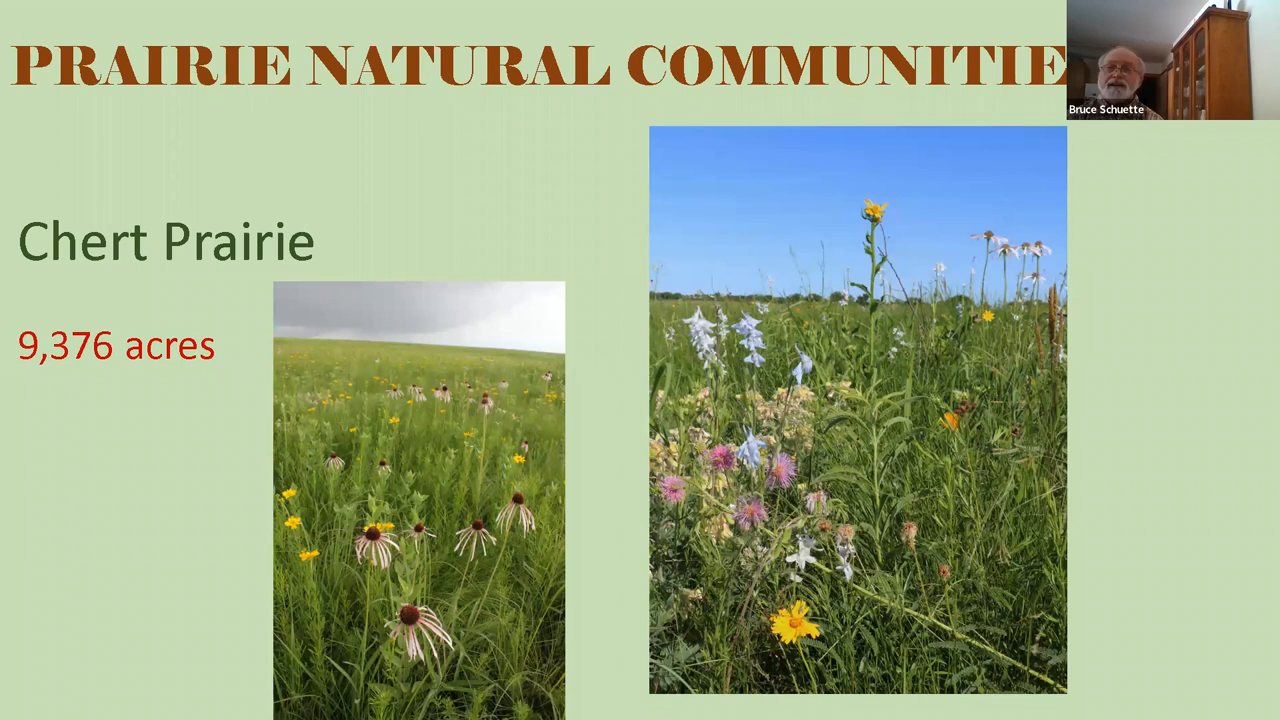 PRAIRIE NATURAL COMMUNITIE
Bruce Schuette
Chert Prairie
9,376 acres